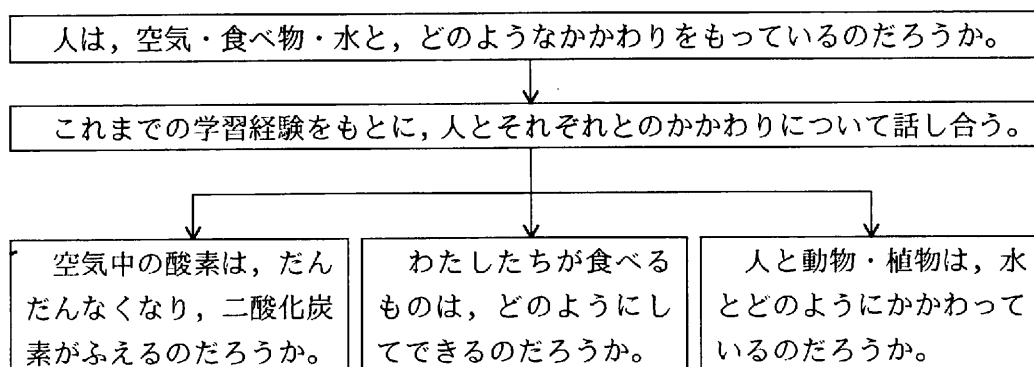 人は，空気・食べ物・水と，どのようなかかわりをもっているのだろうか。
これまでの学習経験をもとに，人とそれぞれとのかかわりについて話し合う。
空気中の酸素は，だん
だんなくなり，二酸化炭
素がふえるのだろうか。
わたしたちが食べる
ものは，どのようにし
てできるのだろうか。
人と動物・植物は，水
とどのようにかかわって
いるのだろうか。